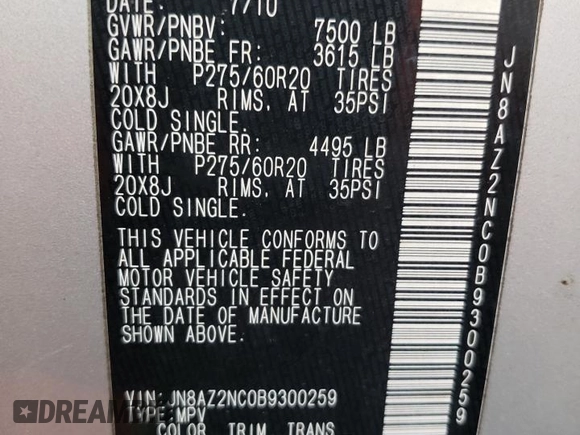 DATE: 7/10
GVWR/PNBV: 7500 LB
GAWR/PNBE FR: 3615 LB
WITH P275/60R20 TIRES
20X8J RIMS, AT 35PSI
COLD SINGLE.
GAWR/PNBE RR: 4495 LB
WITH P275/60R20 TIRES
20X8J RIMS, AT 35PSI
COLD SINGLE.
THIS VEHICLE CONFORMS TO
ALL APPLICABLE FEDERAL
MOTOR VEHICLE SAFETY
STANDARDS IN EFFECT ON
THE DATE OF MANUFACTURE
SHOWN ABOVE.
VIN: JN8AZ2NC0B9300259
TYPE: MPV
COLOR TRIM TRANS
JN8AZ2NC0B9300259